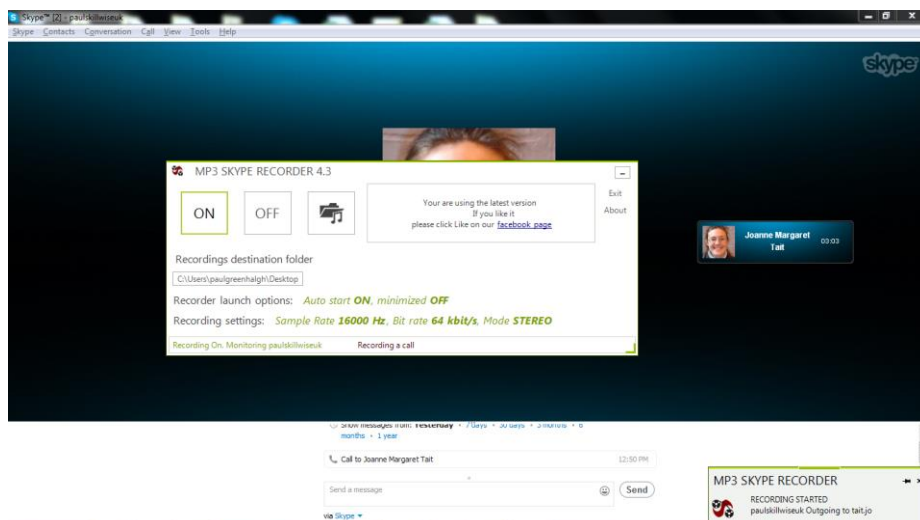 Skype™ [2] - paulskillwiseuk
Skype Contacts Conversation Call View Tools Help
skype
MP3 SKYPE RECORDER 4.3
ON OFF
Your are using the latest version
If you like it
please click Like on our facebook page
Exit
About
Recordings destination folder
C:\Users\paulgreenhalgh\Desktop
Recorder launch options: Auto start ON, minimized OFF
Recording settings: Sample Rate 16000 Hz, Bit rate 64 kbit/s, Mode STEREO
Recording On. Monitoring paulskillwiseuk Recording a call
Joanne Margaret
Tait
03:03
Show messages from: Yesterday • 7 days • 30 days • 3 months • 6
months • 1 year
Call to Joanne Margaret Tait 12:50 PM
Send a message Send
via Skype
MP3 SKYPE RECORDER
RECORDING STARTED
paulskillwiseuk Outgoing to tait.jo